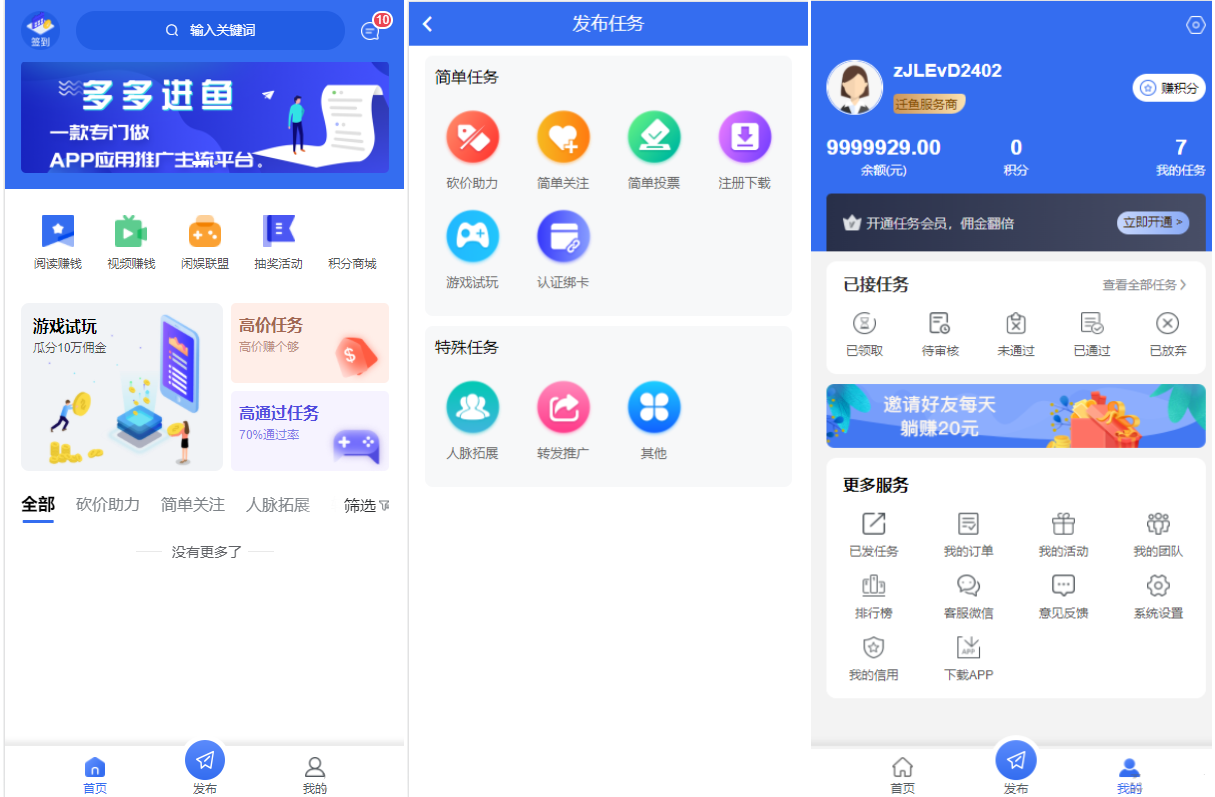 签到
输入关键词
10
多多进鱼
一款专门做
APP应用推广主流平台。
阅读赚钱
视频赚钱
闲娱联盟
抽奖活动
积分商城
游戏试玩
瓜分10万佣金
高价任务
高价赚个够
高通过任务
70%通过率
全部
砍价助力
简单关注
人脉拓展
筛选
没有更多了
首页
发布
我的
发布任务
简单任务
砍价助力
简单关注
简单投票
注册下载
游戏试玩
认证绑卡
特殊任务
人脉拓展
转发推广
其他
zJLEvD2402
迁鱼服务商
赚积分
9999929.00
0
7
余额(元)
积分
我的任务
开通任务会员，佣金翻倍
立即开通 >
已接任务
查看全部任务
已领取
待审核
未通过
已通过
已放弃
邀请好友每天
躺赚20元
更多服务
已发任务
我的订单
我的活动
我的团队
排行榜
客服微信
意见反馈
系统设置
我的信用
APP
下载APP
首页
发布
我的